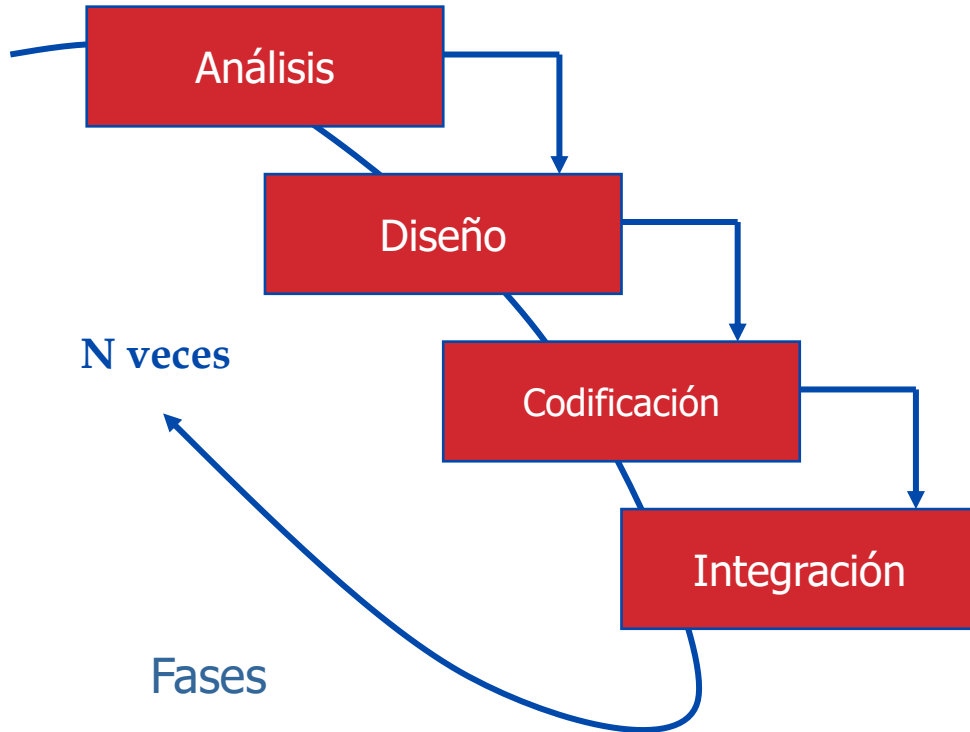 Análisis
Diseño
N veces
Codificación
Integración
Fases